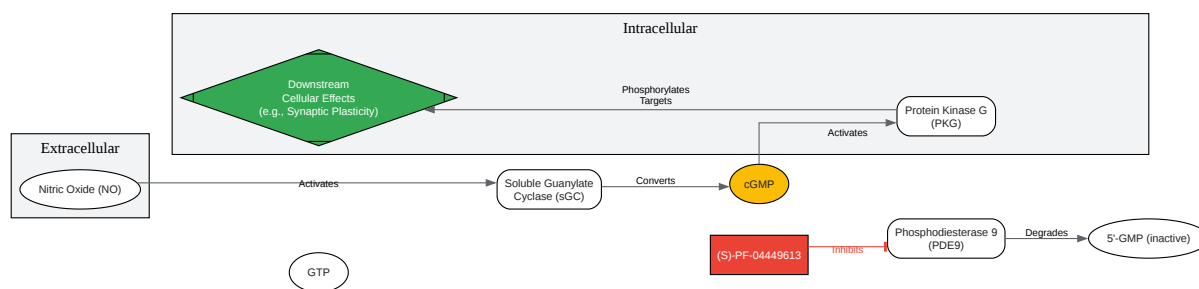 Intracellular
Downstream
Cellular Effects
(e.g., Synaptic Plasticity)
Phosphorylates
Targets
Protein Kinase G
(PKG)
Activates
Extracellular
Nitric Oxide (NO)
Activates
Soluble Guanylate
Cyclase (sGC)
Converts
cGMP
Phosphodiesterase 9
(PDE9)
Degrades
5'-GMP (inactive)
(S)-PF-04449613
Inhibits
GTP